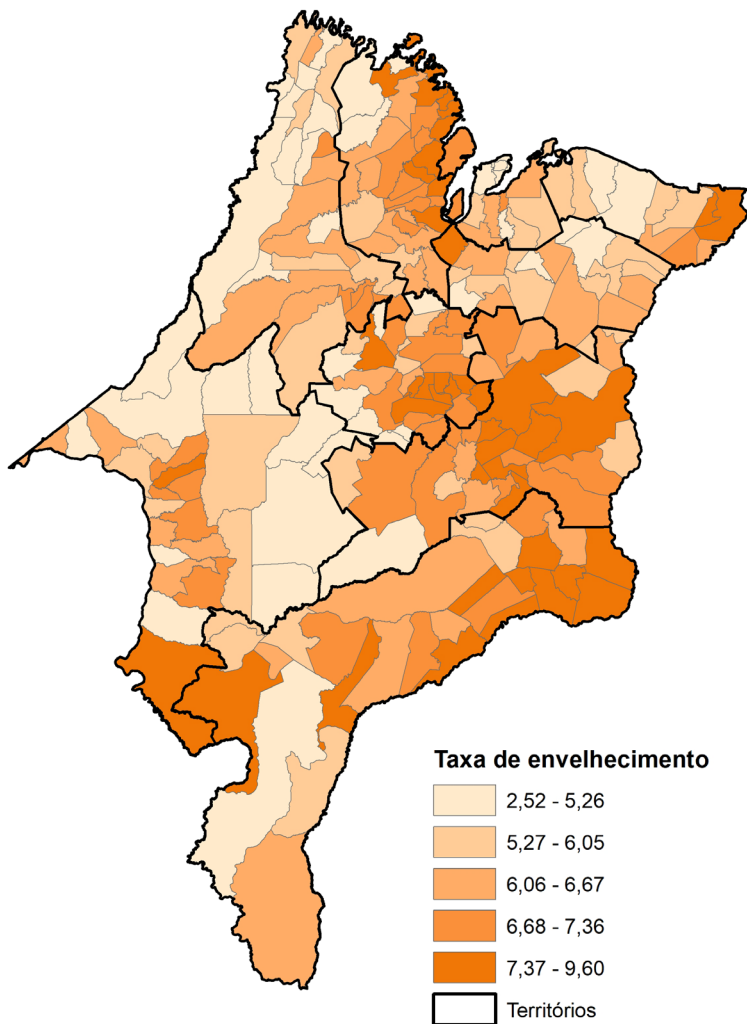 Taxa de envelhecimento
2,52 - 5,26
5,27 - 6,05
6,06 - 6,67
6,68 - 7,36
7,37 - 9,60
Territórios